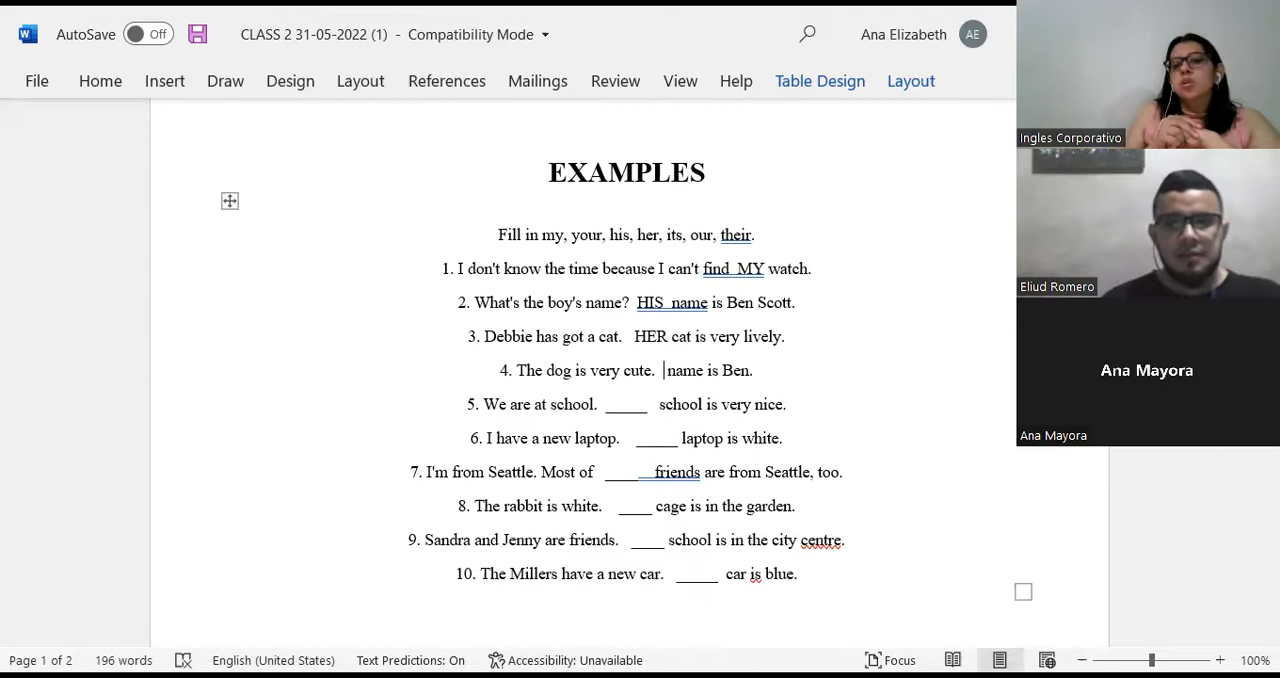 AutoSave Off CLASS 2 31-05-2022 (1) - Compatibility Mode Ana Elizabeth AE
File Home Insert Draw Design Layout References Mailings Review View Help Table Design Layout
Ingles Corporativo
Eliud Romero
Ana Mayora
Ana Mayora
EXAMPLES
Fill in my, your, his, her, its, our, their.
1. I don't know the time because I can't find MY watch.
2. What's the boy's name? HIS name is Ben Scott.
3. Debbie has got a cat. HER cat is very lively.
4. The dog is very cute. name is Ben.
5. We are at school. _____ school is very nice.
6. I have a new laptop. _____ laptop is white.
7. I'm from Seattle. Most of ______ friends are from Seattle, too.
8. The rabbit is white. ____ cage is in the garden.
9. Sandra and Jenny are friends. ____ school is in the city centre.
10. The Millers have a new car. _____ car is blue.
Page 1 of 2 196 words English (United States) Text Predictions: On Accessibility: Unavailable Focus 100%